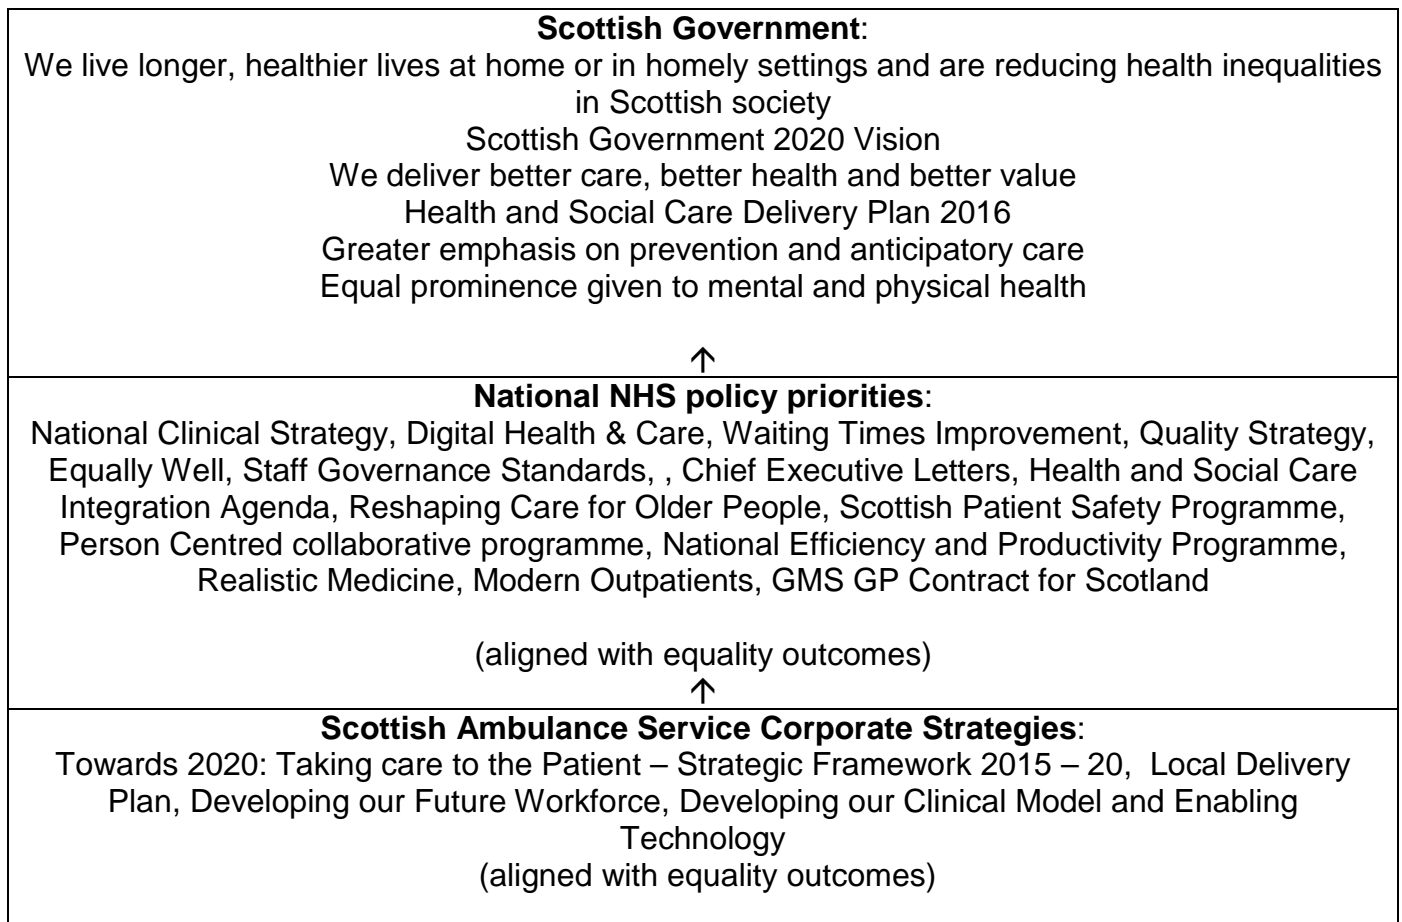 Scottish Government:
We live longer, healthier lives at home or in homely settings and are reducing health inequalities
in Scottish society
Scottish Government 2020 Vision
We deliver better care, better health and better value
Health and Social Care Delivery Plan 2016
Greater emphasis on prevention and anticipatory care
Equal prominence given to mental and physical health
↑
National NHS policy priorities:
National Clinical Strategy, Digital Health & Care, Waiting Times Improvement, Quality Strategy,
Equally Well, Staff Governance Standards, , Chief Executive Letters, Health and Social Care
Integration Agenda, Reshaping Care for Older People, Scottish Patient Safety Programme,
Person Centred collaborative programme, National Efficiency and Productivity Programme,
Realistic Medicine, Modern Outpatients, GMS GP Contract for Scotland
(aligned with equality outcomes)
↑
Scottish Ambulance Service Corporate Strategies:
Towards 2020: Taking care to the Patient – Strategic Framework 2015 – 20, Local Delivery
Plan, Developing our Future Workforce, Developing our Clinical Model and Enabling
Technology
(aligned with equality outcomes)